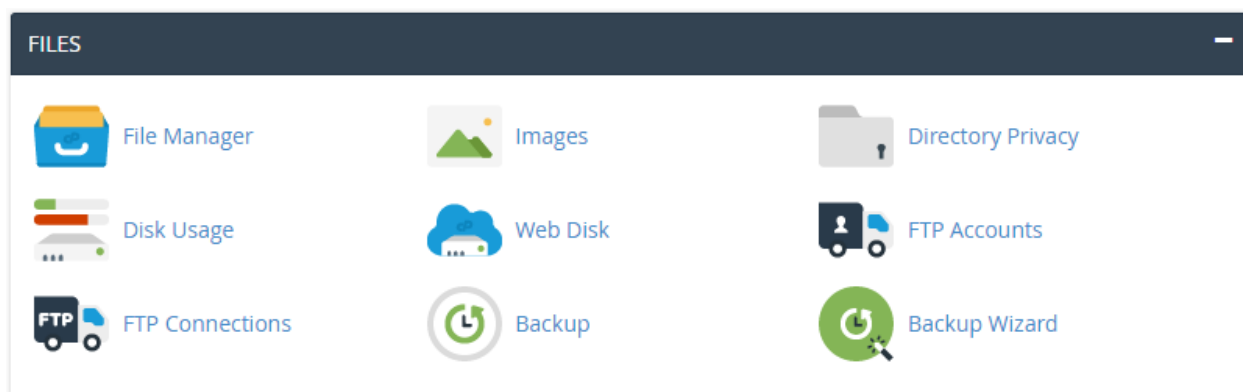 FILES
File Manager
Images
Directory Privacy
Disk Usage
Web Disk
FTP Accounts
FTP
FTP Connections
Backup
Backup Wizard